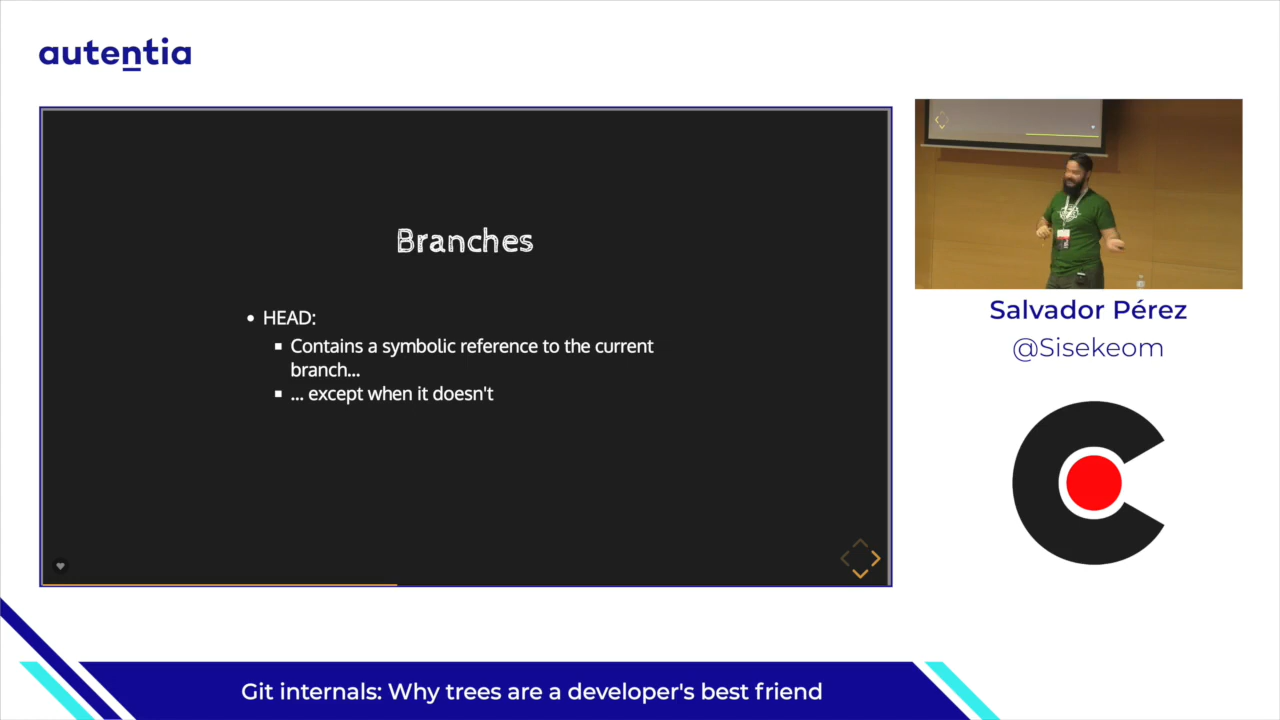 autentia
Branches
• HEAD:
▪ Contains a symbolic reference to the current
branch...
▪ ... except when it doesn't
Salvador Pérez
@Sisekeom
Git internals: Why trees are a developer's best friend